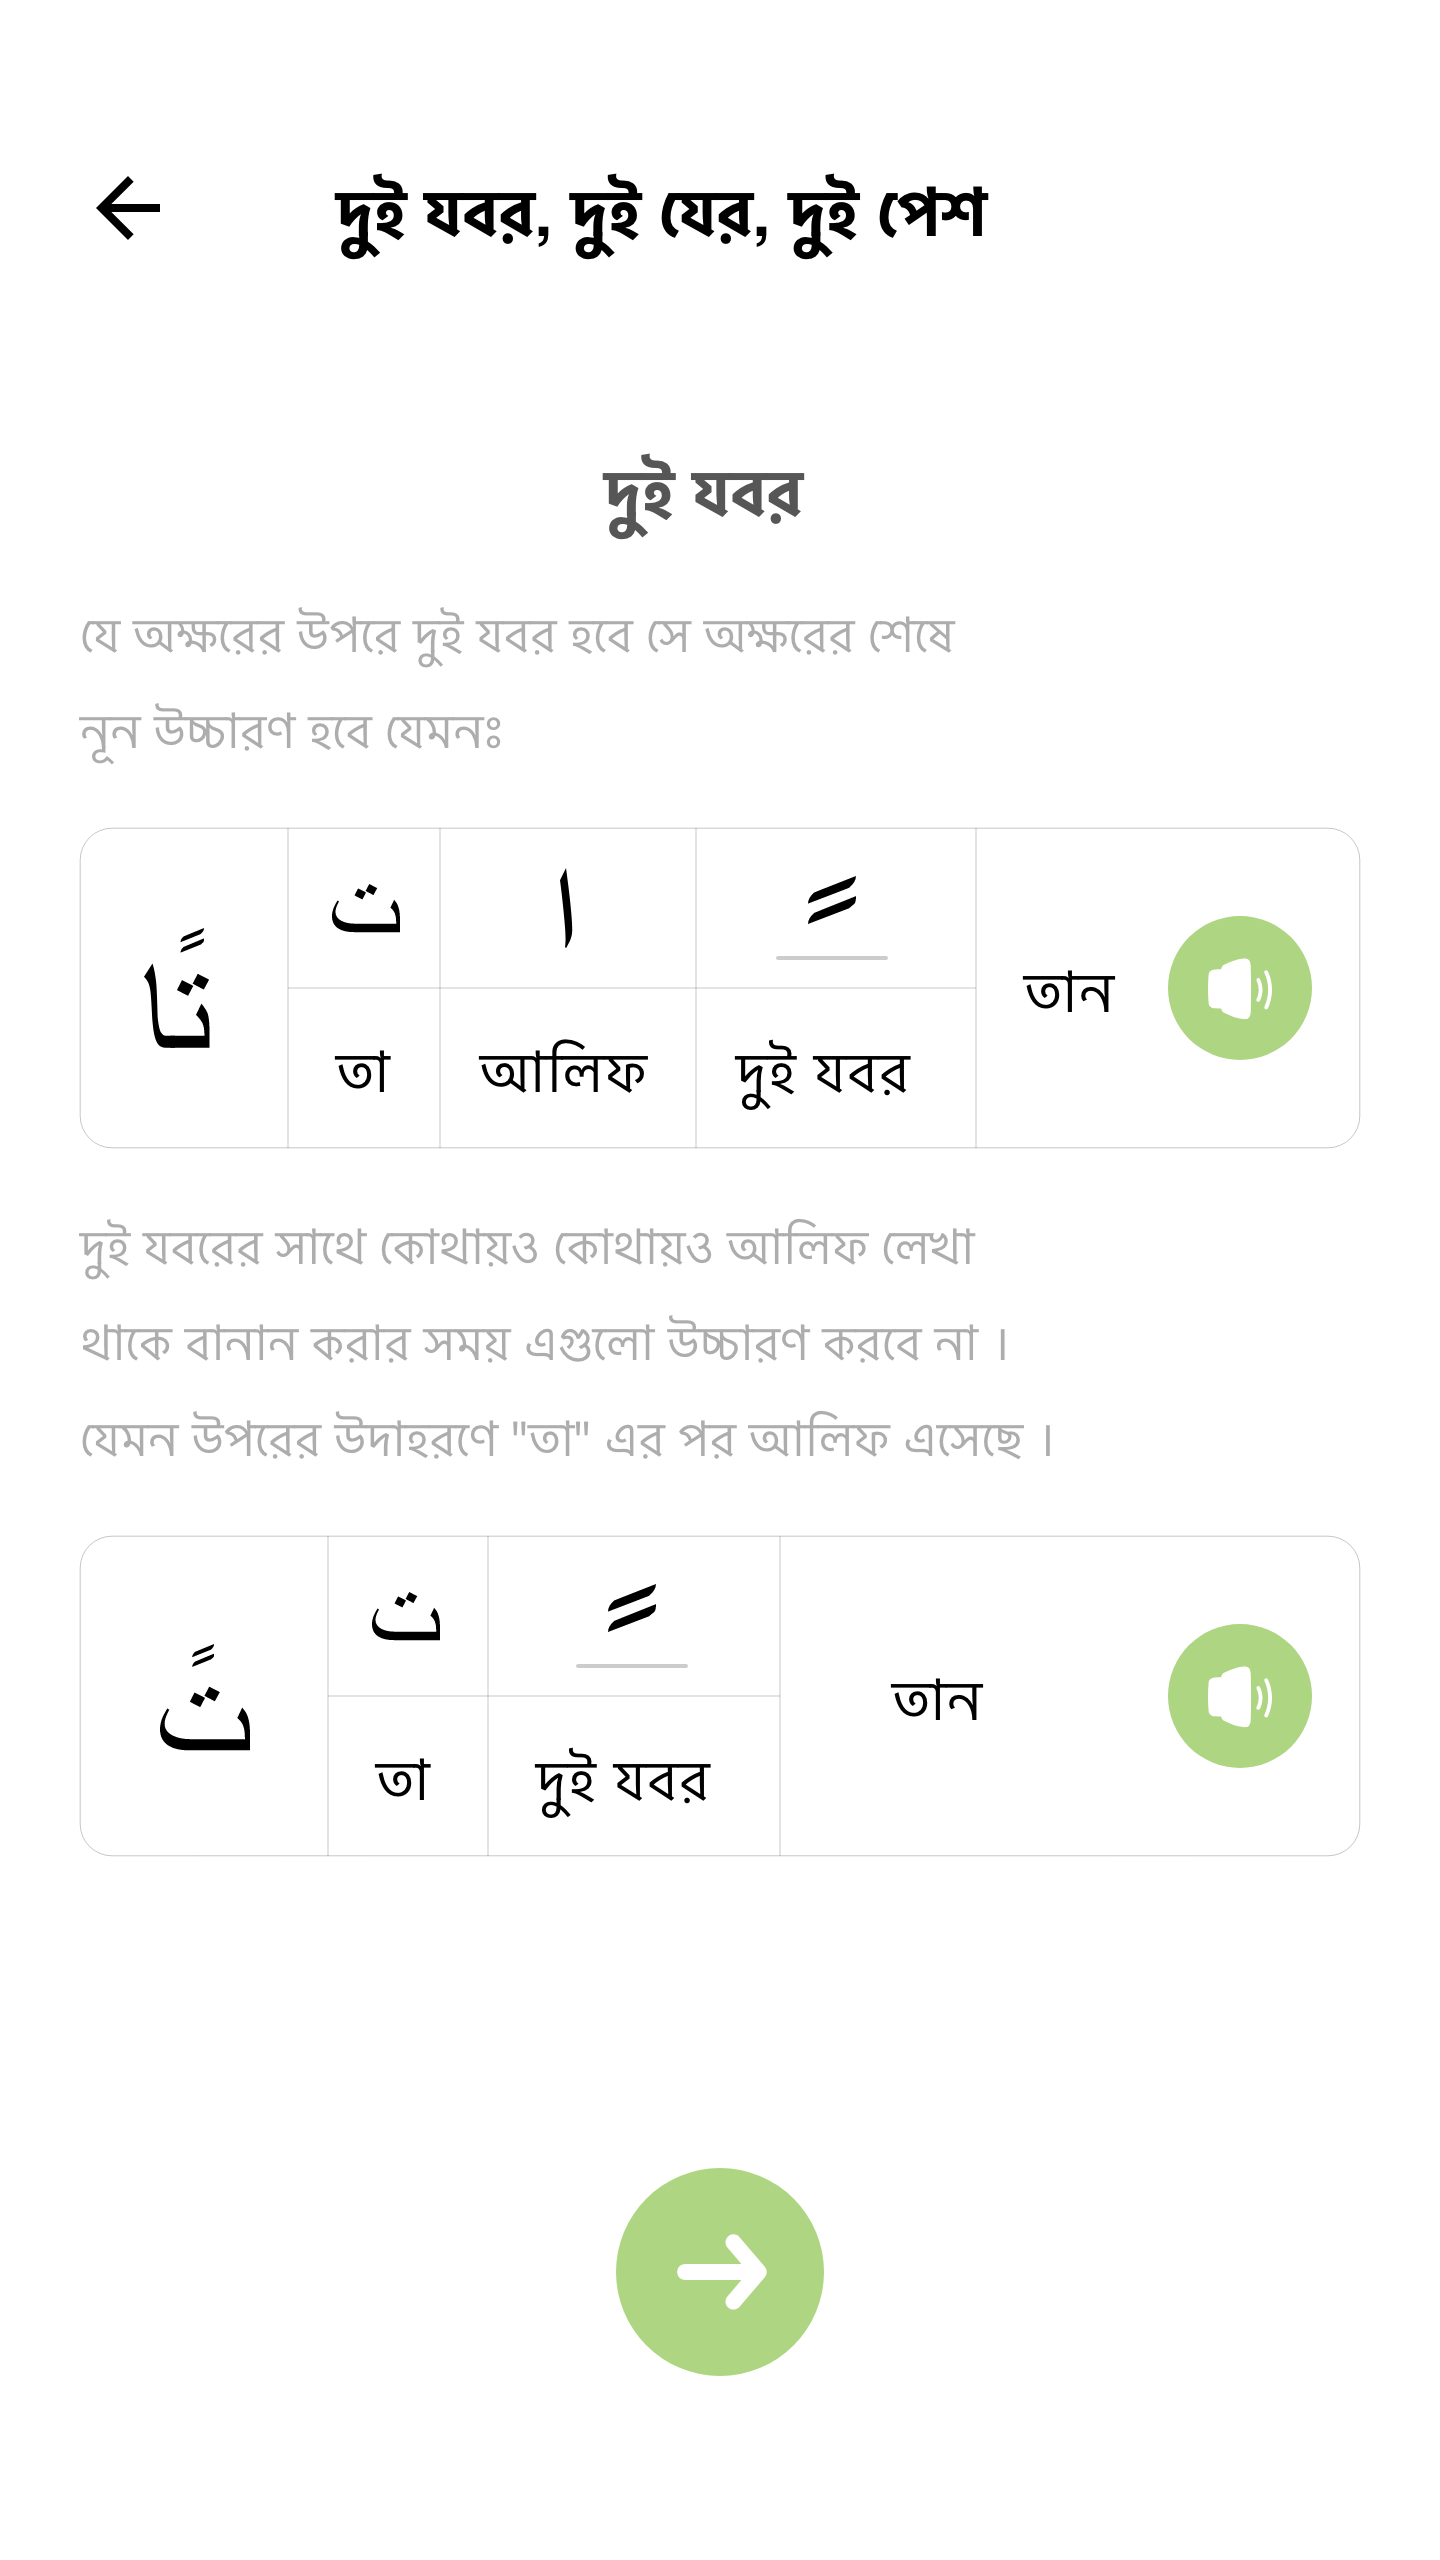 দুই যবর, দুই যের, দুই পেশ
দুই যবর
যে অক্ষরের উপরে দুই যবর হবে সে অক্ষরের শেষে
নূন উচ্চারণ হবে যেমনঃ
تًا ت ا ً তান
তা আলিফ দুই যবর
দুই যবরের সাথে কোথায়ও কোথায়ও আলিফ লেখা
থাকে বানান করার সময় এগুলো উচ্চারণ করবে না ।
যেমন উপরের উদাহরণে "তা" এর পর আলিফ এসেছে ।
تً ت ً তান
তা দুই যবর